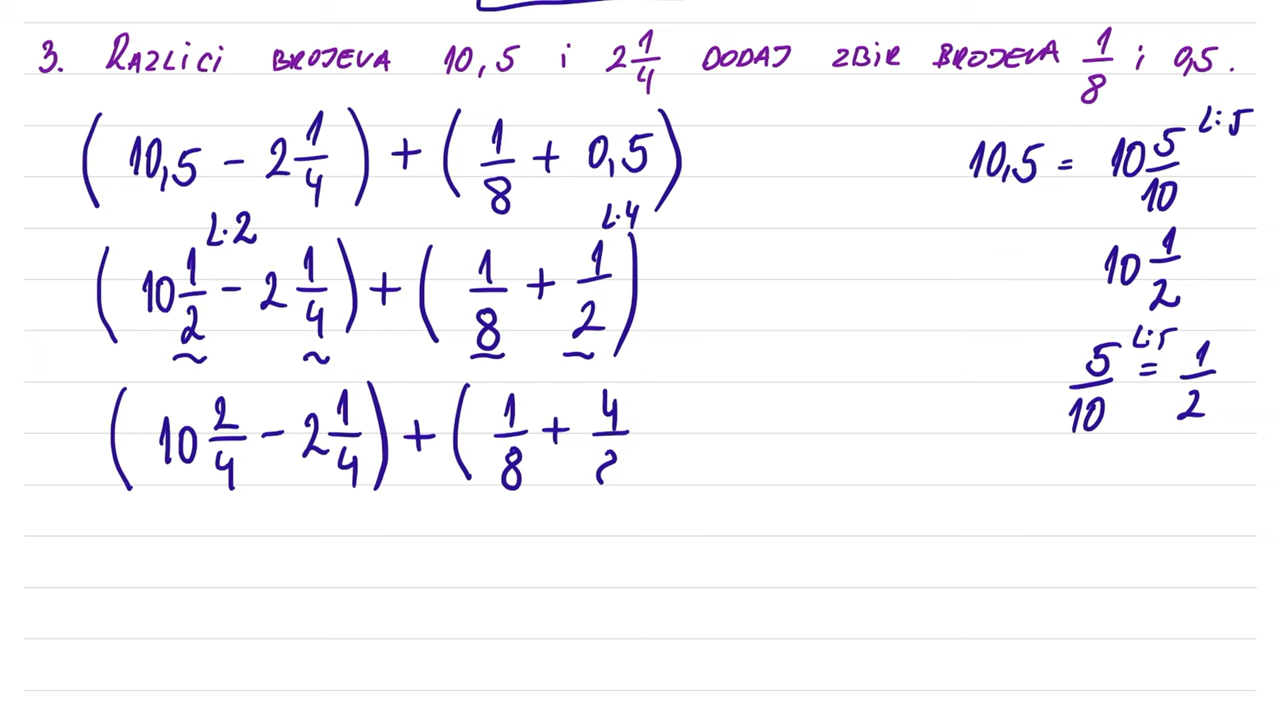 3. RAZLICI BROJEVA 10,5 i 2 1/4 DODAJ ZBIR BROJEVA 1/8 i 0,5.
(10,5 - 2 1/4) + (1/8 + 0,5)
10,5 = 10 5/10 L:5
(10 1/2 L·2 - 2 1/4) + (1/8 + 1/2 L·4)
10 1/2
5/10 L:5 = 1/2
(10 2/4 - 2 1/4) + (1/8 + 4/